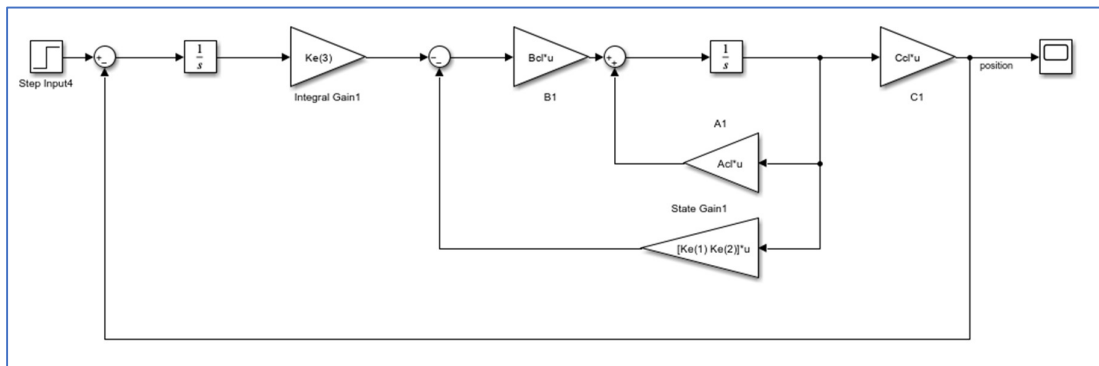 Step Input4
+
-
1
s
Ke(3)
Integral Gain1
-
-
Bcl*u
B1
+
+
1
s
Ccl*u
C1
position
A1
Acl*u
State Gain1
[Ke(1) Ke(2)]*u